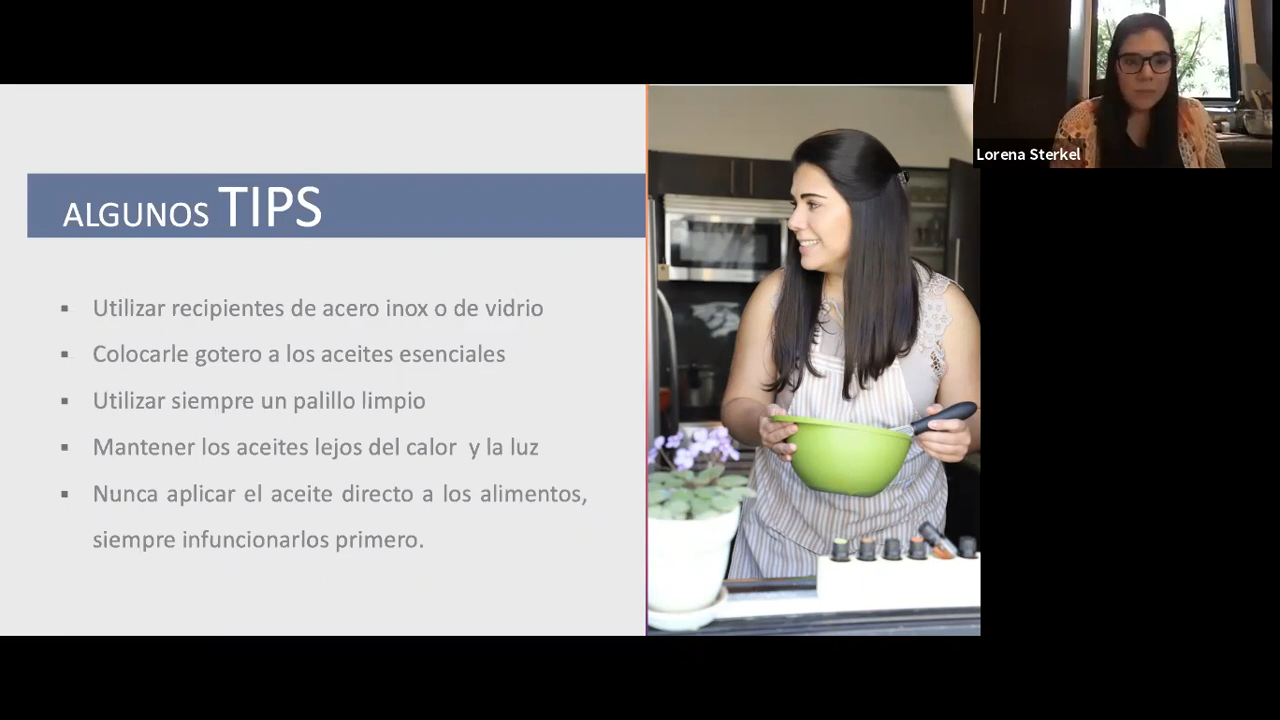 ALGUNOS TIPS
▪ Utilizar recipientes de acero inox o de vidrio
▪ Colocarle gotero a los aceites esenciales
▪ Utilizar siempre un palillo limpio
▪ Mantener los aceites lejos del calor y la luz
▪ Nunca aplicar el aceite directo a los alimentos,
siempre infuncionarlos primero.
Lorena Sterkel